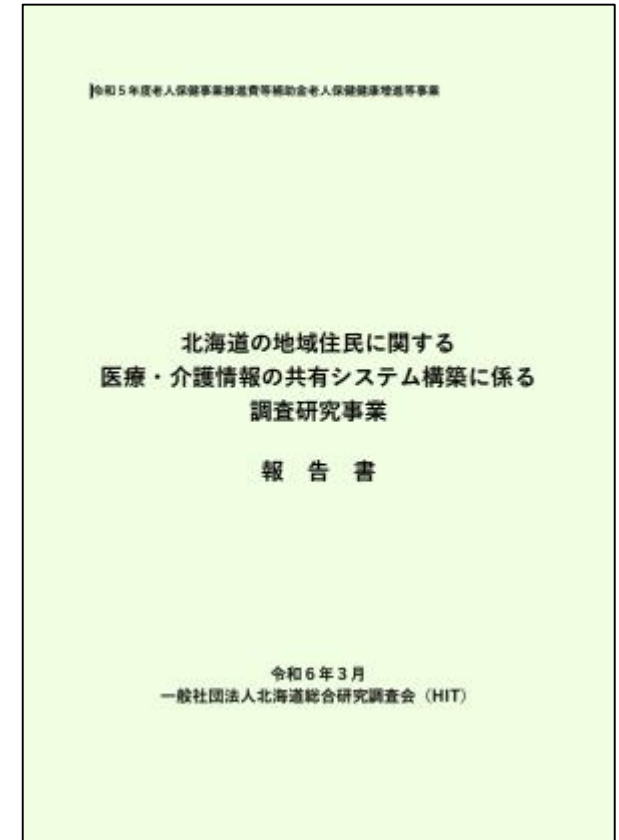 令和５年度老人保健事業推進費等補助金老人保健健康増進等事業
北海道の地域住民に関する
医療・介護情報の共有システム構築に係る
調査研究事業
報 告 書
令和６年３月
一般社団法人北海道総合研究調査会（HIT）